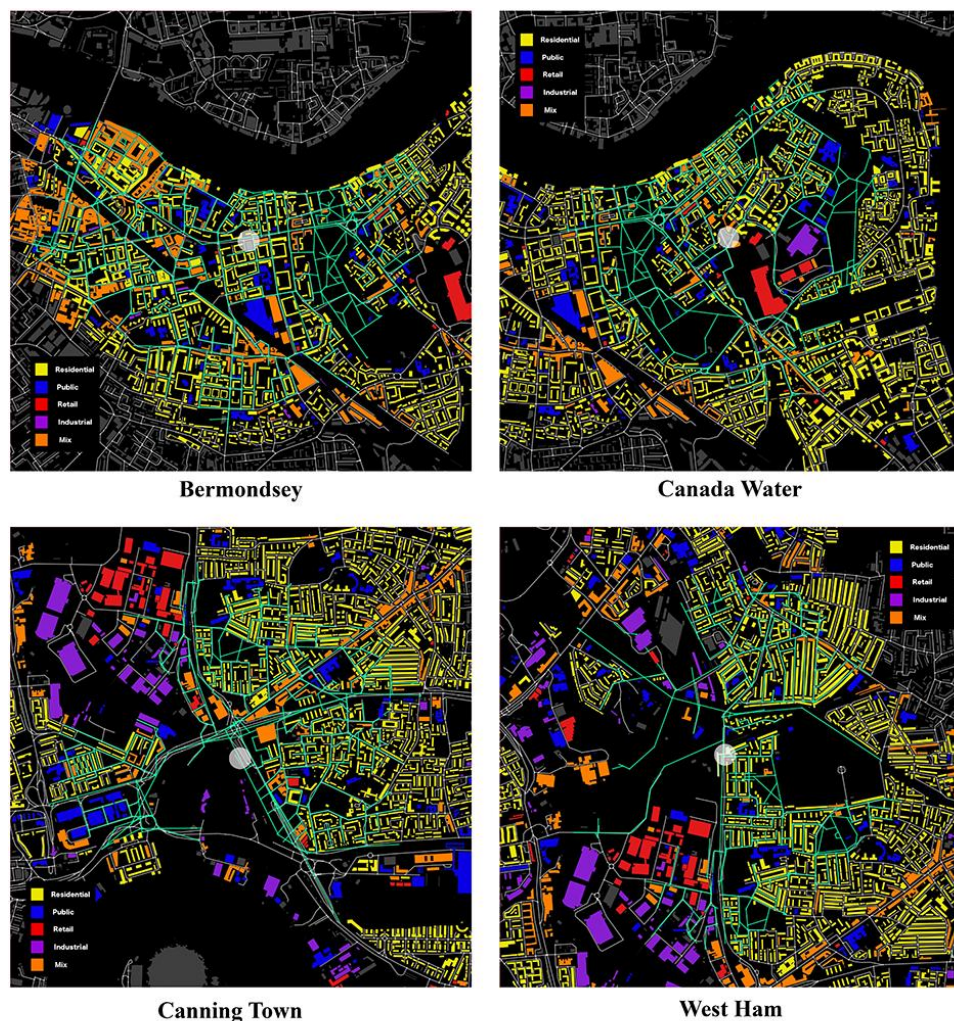 Residential
Public
Retail
Industrial
Mix
Bermondsey
Residential
Public
Retail
Industrial
Mix
Canada Water
Residential
Public
Retail
Industrial
Mix
Canning Town
Residential
Public
Retail
Industrial
Mix
West Ham